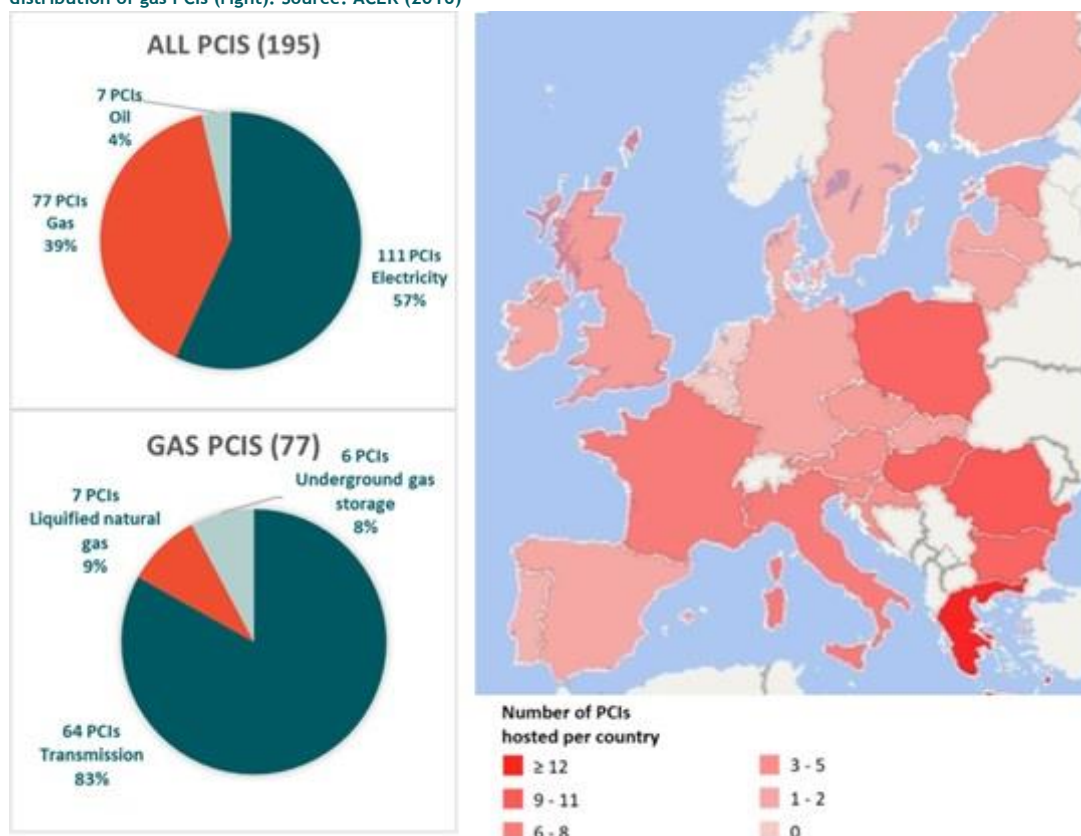 distribution of gas PCIs (right). Source: ACER (2016)
ALL PCIS (195)
7 PCIs
Oil
4%
77 PCIs
Gas
39%
111 PCIs
Electricity
57%
GAS PCIS (77)
6 PCIs
Underground gas
storage
8%
7 PCIs
Liquified natural
gas
9%
64 PCIs
Transmission
83%
Number of PCIs
hosted per country
≥ 12
9 - 11
6 - 8
3 - 5
1 - 2
0